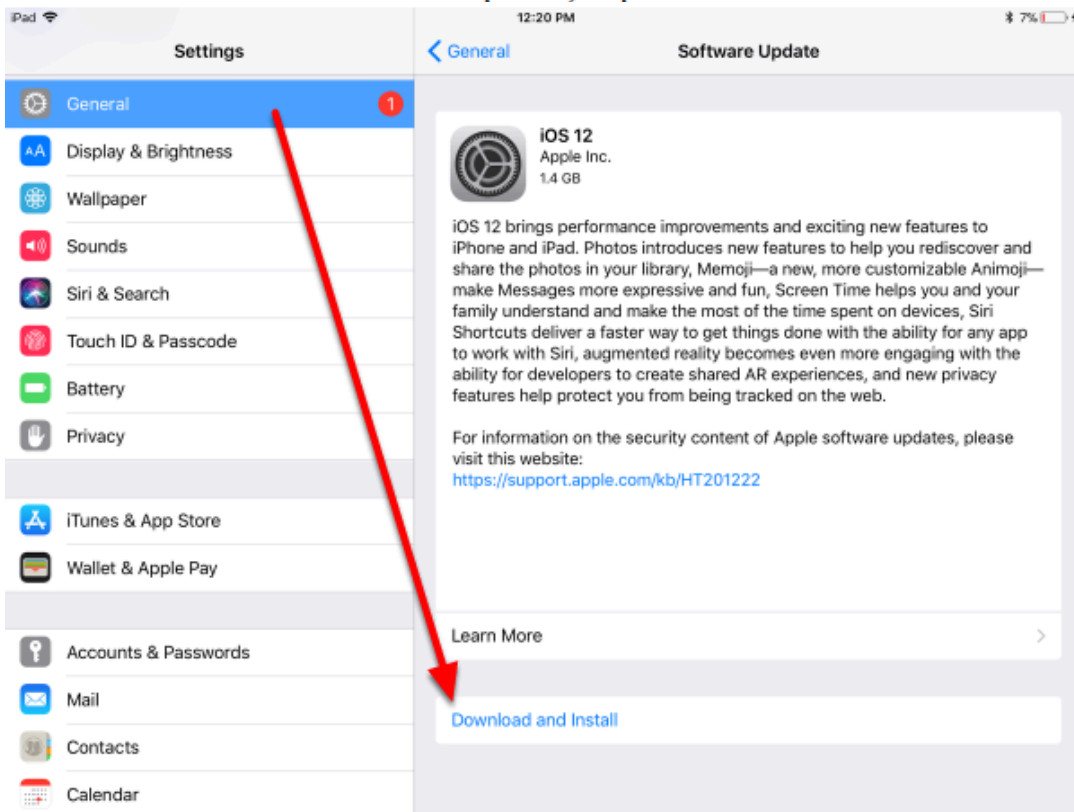 iPad
12:20 PM
7%
Settings
General
Software Update
General
1
Display & Brightness
Wallpaper
Sounds
Siri & Search
Touch ID & Passcode
Battery
Privacy
iTunes & App Store
Wallet & Apple Pay
Accounts & Passwords
Mail
Contacts
Calendar
iOS 12
Apple Inc.
1.4 GB
iOS 12 brings performance improvements and exciting new features to
iPhone and iPad. Photos introduces new features to help you rediscover and
share the photos in your library, Memoji—a new, more customizable Animoji—
make Messages more expressive and fun, Screen Time helps you and your
family understand and make the most of the time spent on devices, Siri
Shortcuts deliver a faster way to get things done with the ability for any app
to work with Siri, augmented reality becomes even more engaging with the
ability for developers to create shared AR experiences, and new privacy
features help protect you from being tracked on the web.
For information on the security content of Apple software updates, please
visit this website:
https://support.apple.com/kb/HT201222
Learn More
Download and Install